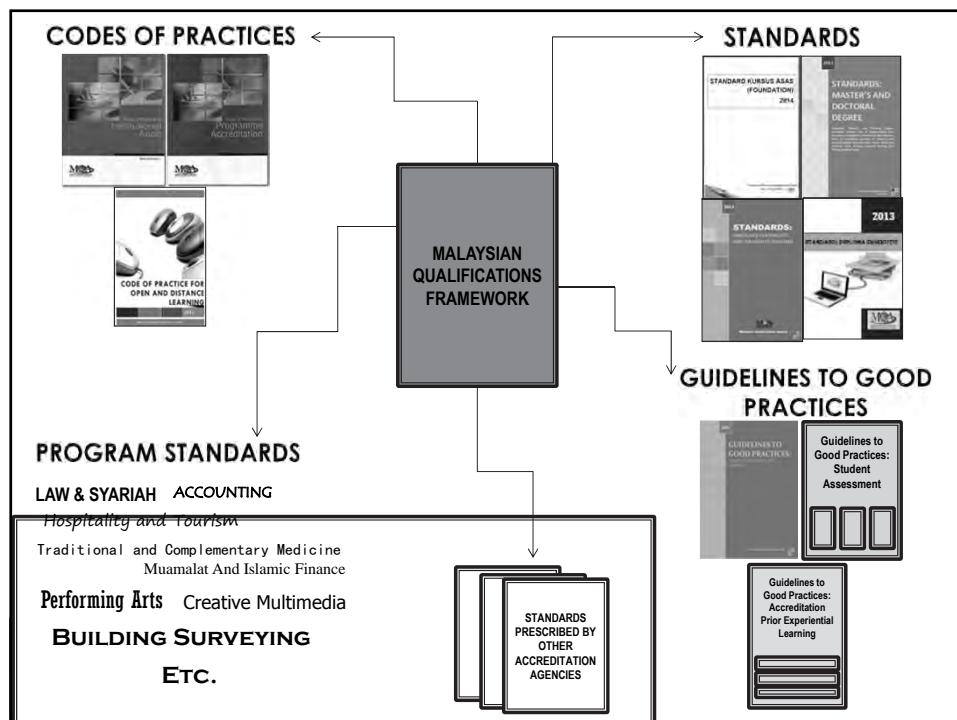 CODES OF PRACTICES
Institutional
Audit
Programme
Accreditation
CODE OF PRACTICE FOR
OPEN AND DISTANCE
LEARNING
STANDARDS
STANDARD KURSUS ASAS
(FOUNDATION)
2014
STANDARDS:
MASTER'S AND
DOCTORAL
DEGREE
STANDARDS:
2013
MALAYSIAN
QUALIFICATIONS
FRAMEWORK
GUIDELINES TO GOOD
PRACTICES
GUIDELINES TO
GOOD PRACTICES:
Guidelines to
Good Practices:
Student
Assessment
Guidelines to
Good Practices:
Accreditation
Prior Experiential
Learning
PROGRAM STANDARDS
LAW & SYARIAH ACCOUNTING
Hospitality and Tourism
Traditional and Complementary Medicine
Muamalat And Islamic Finance
Performing Arts Creative Multimedia
BUILDING SURVEYING
ETC.
STANDARDS
PRESCRIBED BY
OTHER
ACCREDITATION
AGENCIES